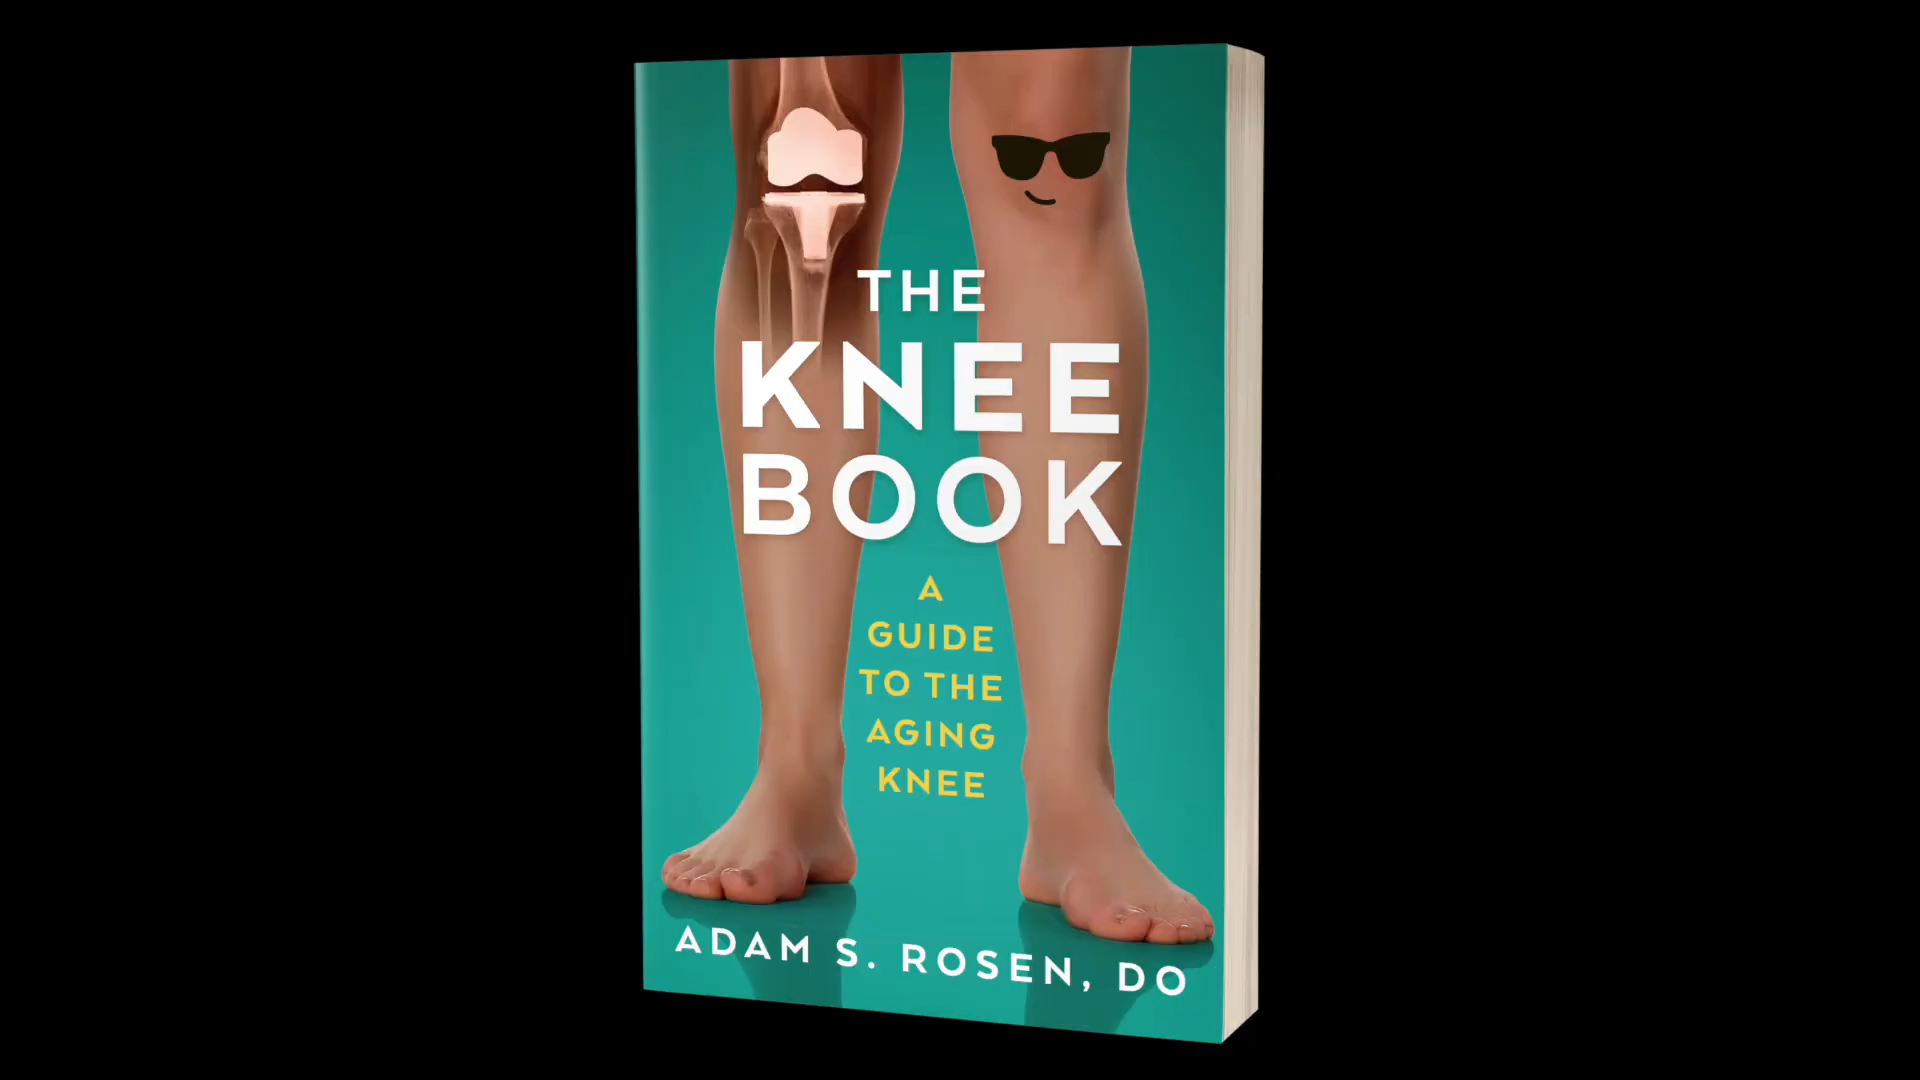 THE
KNEE
BOOK
A
GUIDE
TO THE
AGING
KNEE
ADAM S. ROSEN, DO